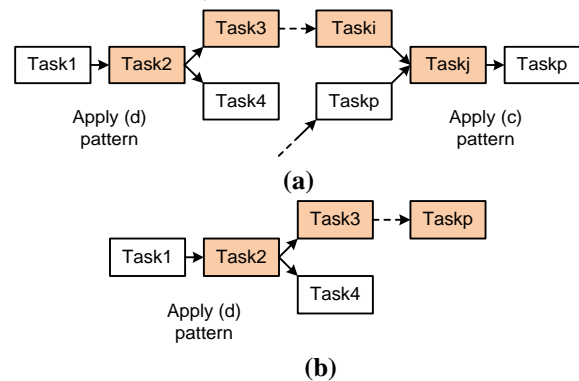 Task3 Taski
Task1 Task2 Taskj Taskp
Task4 Taskp
Apply (d) Apply (c)
pattern pattern
(a)
Task3 Taskp
Task1 Task2
Task4
Apply (d)
pattern
(b)